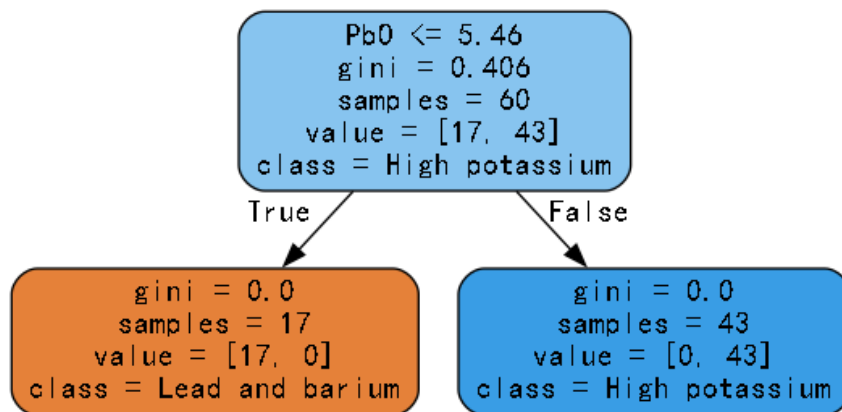 PbO <= 5.46
gini = 0.406
samples = 60
value = [17, 43]
class = High potassium
True
False
gini = 0.0
samples = 17
value = [17, 0]
class = Lead and barium
gini = 0.0
samples = 43
value = [0, 43]
class = High potassium